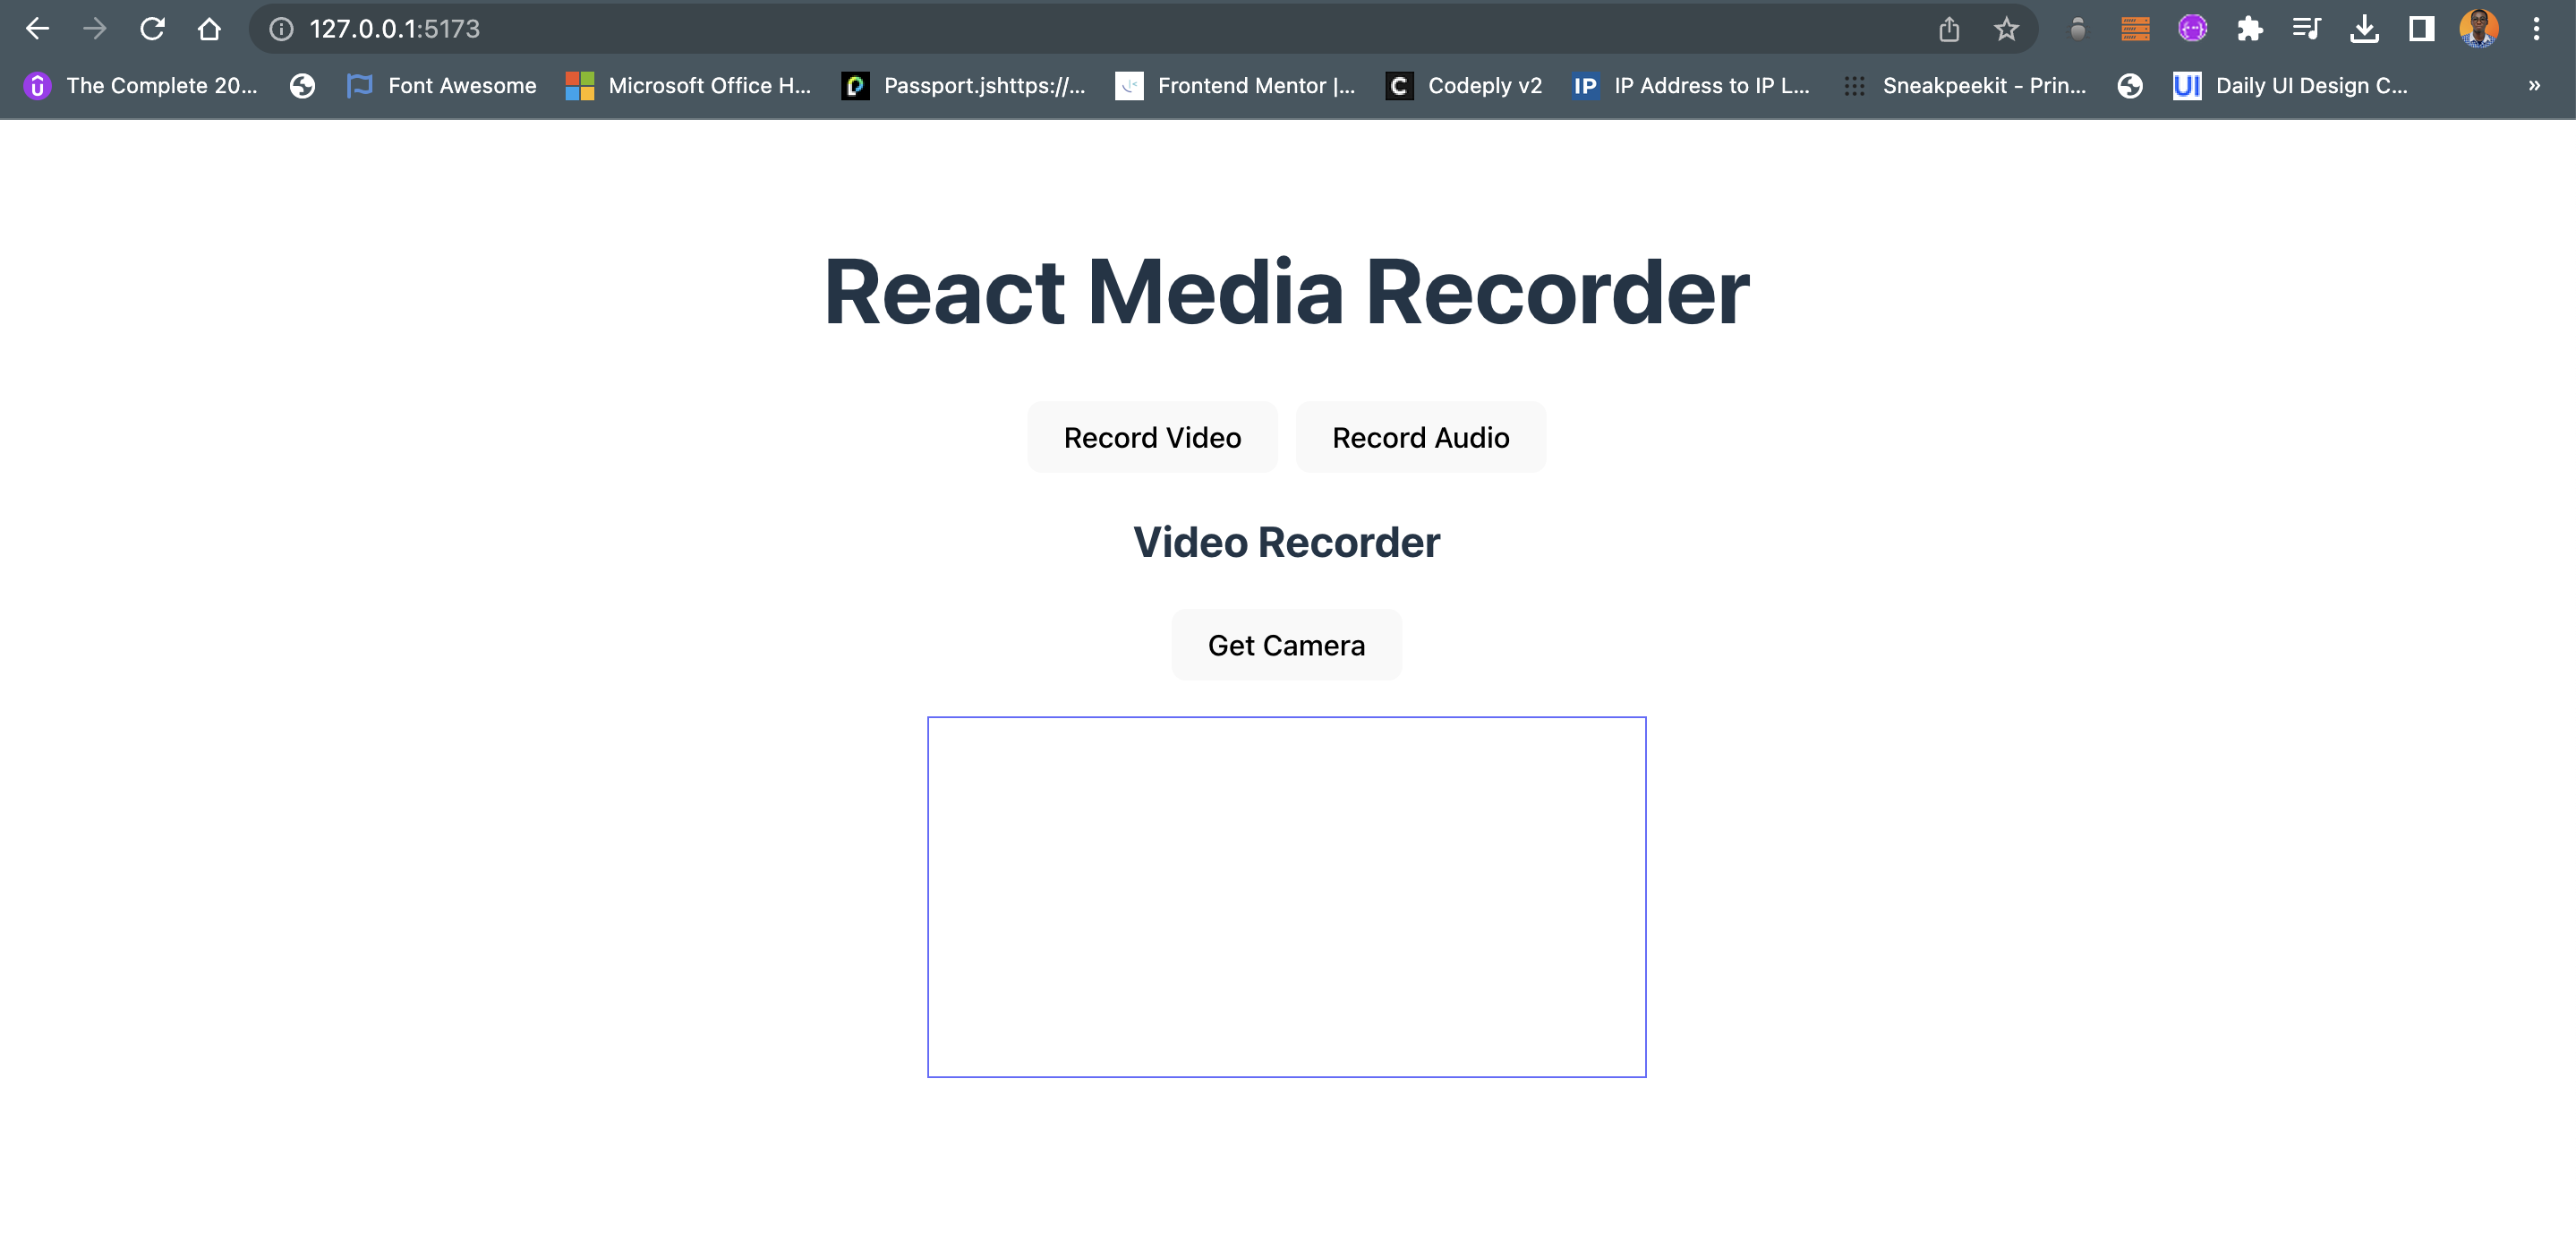 127.0.0.1:5173
The Complete 20... Font Awesome Microsoft Office H... Passport.jshttps://... Frontend Mentor |... C Codeply v2 IP IP Address to IP L... Sneakpeekit - Prin... UI Daily UI Design C... »
React Media Recorder
Record Video Record Audio
Video Recorder
Get Camera